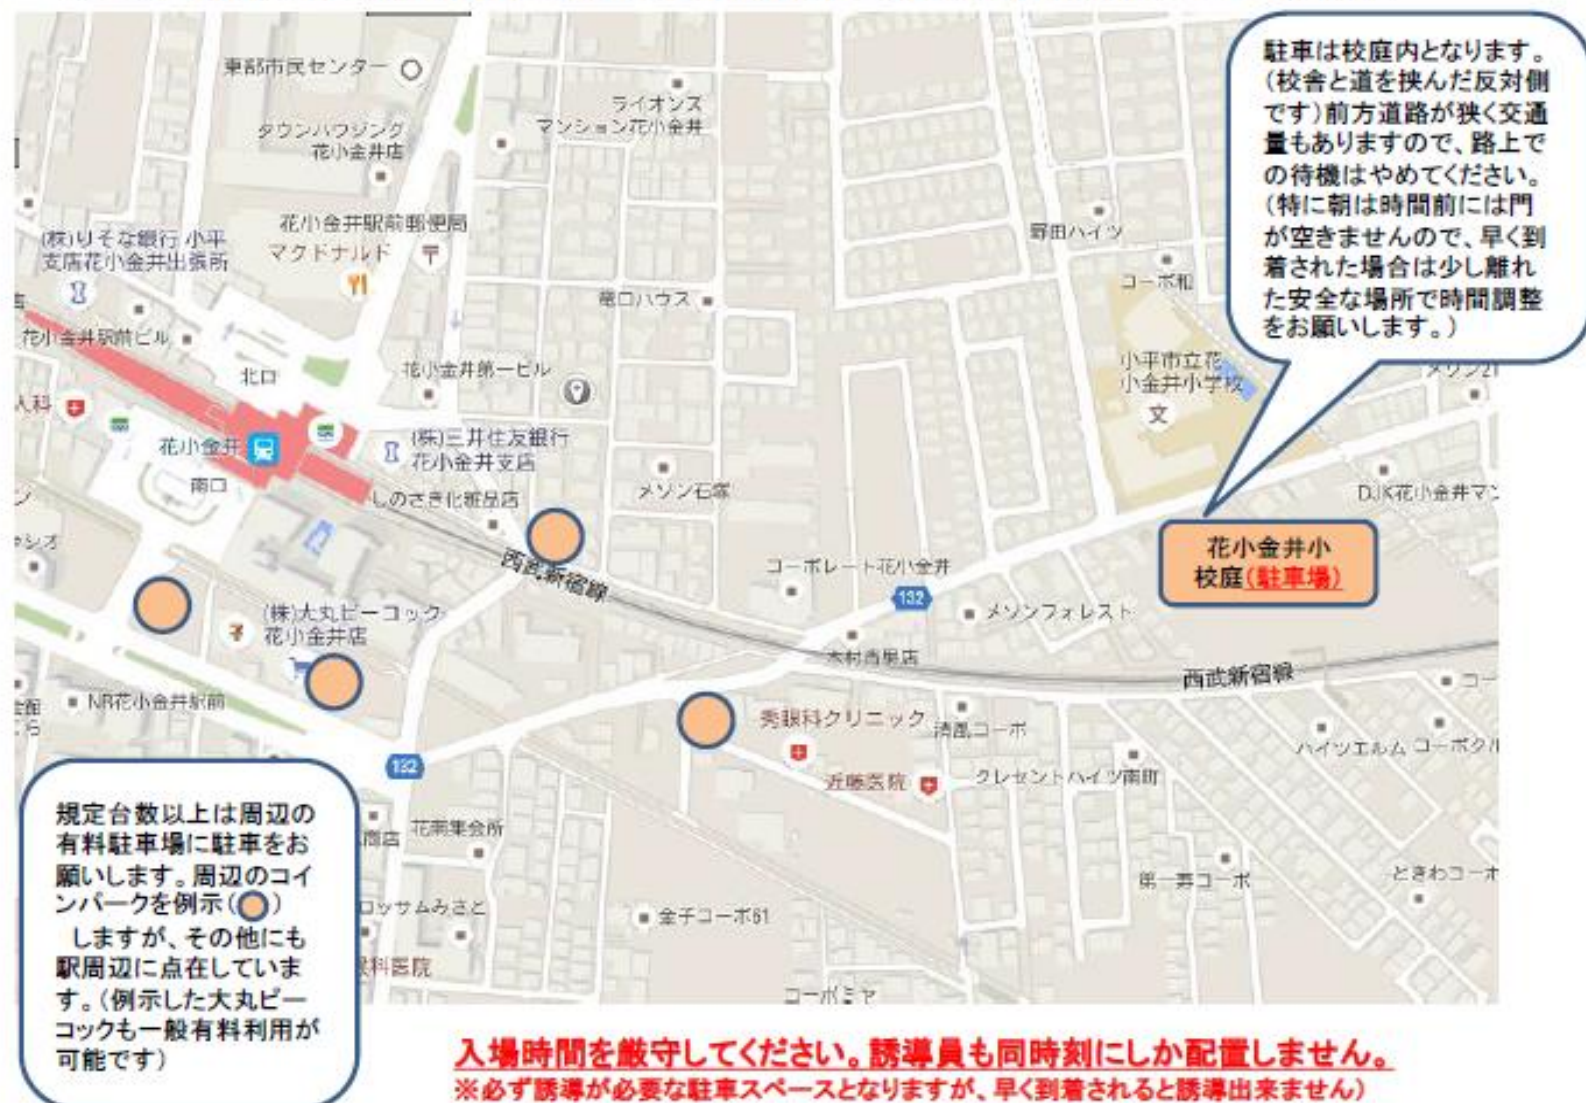 東部市民センター
タウンハウジング
花小金井店
ライオンズ
マンション花小金井
花小金井駅前郵便局
マクドナルド
(株)りそな銀行 小平
支店花小金井出張所
花小金井駅前ビル
北口
竜口ハウス
野田ハイツ
コーポ和
小平市立花
小金井小学校
文
花小金井第一ビル
人科
花小金井
南口
(株)三井住友銀行
花小金井支店
しのざき化粧品店
メゾン石塚
メゾン21
DJK花小金井マン
駐車は校庭内となります。
(校舎と道を挟んだ反対側
です)前方道路が狭く交通
量もありますので、路上で
の待機はやめてください。
(特に朝は時間前には門
が空きませんので、早く到
着された場合は少し離れ
た安全な場所で時間調整
をお願いします。)
花小金井小
校庭(駐車場)
西武新宿線
コーポレート花小金井
132
メゾンフォレスト
木村青果店
西武新宿線
(株)大丸ピーコック
花小金井店
NR花小金井駅前
132
秀眼科クリニック
清風コーポ
近藤医院
クレセントハイツ南町
ハイツエルム
コーポクル
花南集会所
商店
第一寿コーポ
ときわコーポ
ロッサムみさと
金子コーポ61
眼科医院
コーポミヤ
規定台数以上は周辺の
有料駐車場に駐車をお
願いします。周辺のコイ
ンパークを例示( )
しますが、その他にも
駅周辺に点在していま
す。(例示した大丸ピー
コックも一般有料利用が
可能です)
入場時間を厳守してください。誘導員も同時刻にしか配置しません。
※必ず誘導が必要な駐車スペースとなりますが、早く到着されると誘導出来ません)